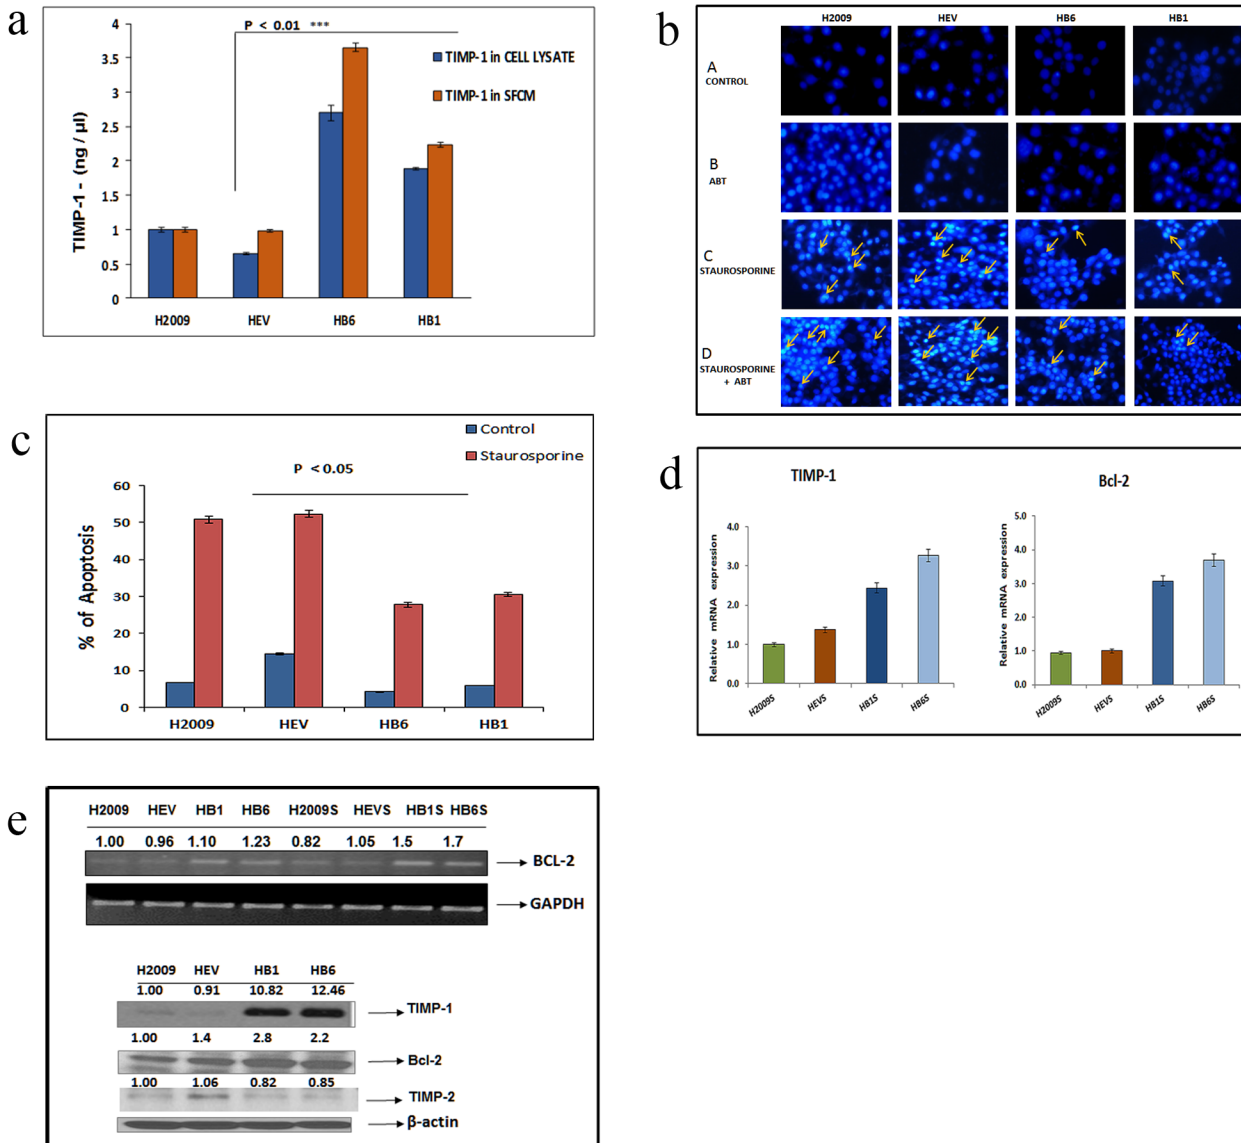 a
P < 0.01 ***
TIMP-1 in CELL LYSATE
TIMP-1 in SFCM
TIMP-1 - (ng / µl)
4
3.5
3
2.5
2
1.5
1
0.5
0
H2009 HEV HB6 HB1
b
H2009 HEV HB6 HB1
A
CONTROL
B
ABT
C
STAUROSPORINE
D
STAUROSPORINE
+ ABT
c
Control
Staurosporine
P < 0.05
% of Apoptosis
60
50
40
30
20
10
0
H2009 HEV HB6 HB1
d
TIMP-1
Relative mRNA expression
4.0
3.0
2.0
1.0
0.0
H2009S HEVS HB1S HB6S
Bcl-2
Relative mRNA expression
5.0
4.0
3.0
2.0
1.0
0.0
H2009S HEVS HB1S HB6S
e
H2009 HEV HB1 HB6 H2009S HEVS HB1S HB6S
1.00 0.96 1.10 1.23 0.82 1.05 1.5 1.7
BCL-2
GAPDH
H2009 HEV HB1 HB6
1.00 0.91 10.82 12.46
TIMP-1
1.00 1.4 2.8 2.2
Bcl-2
1.00 1.06 0.82 0.85
TIMP-2
β-actin